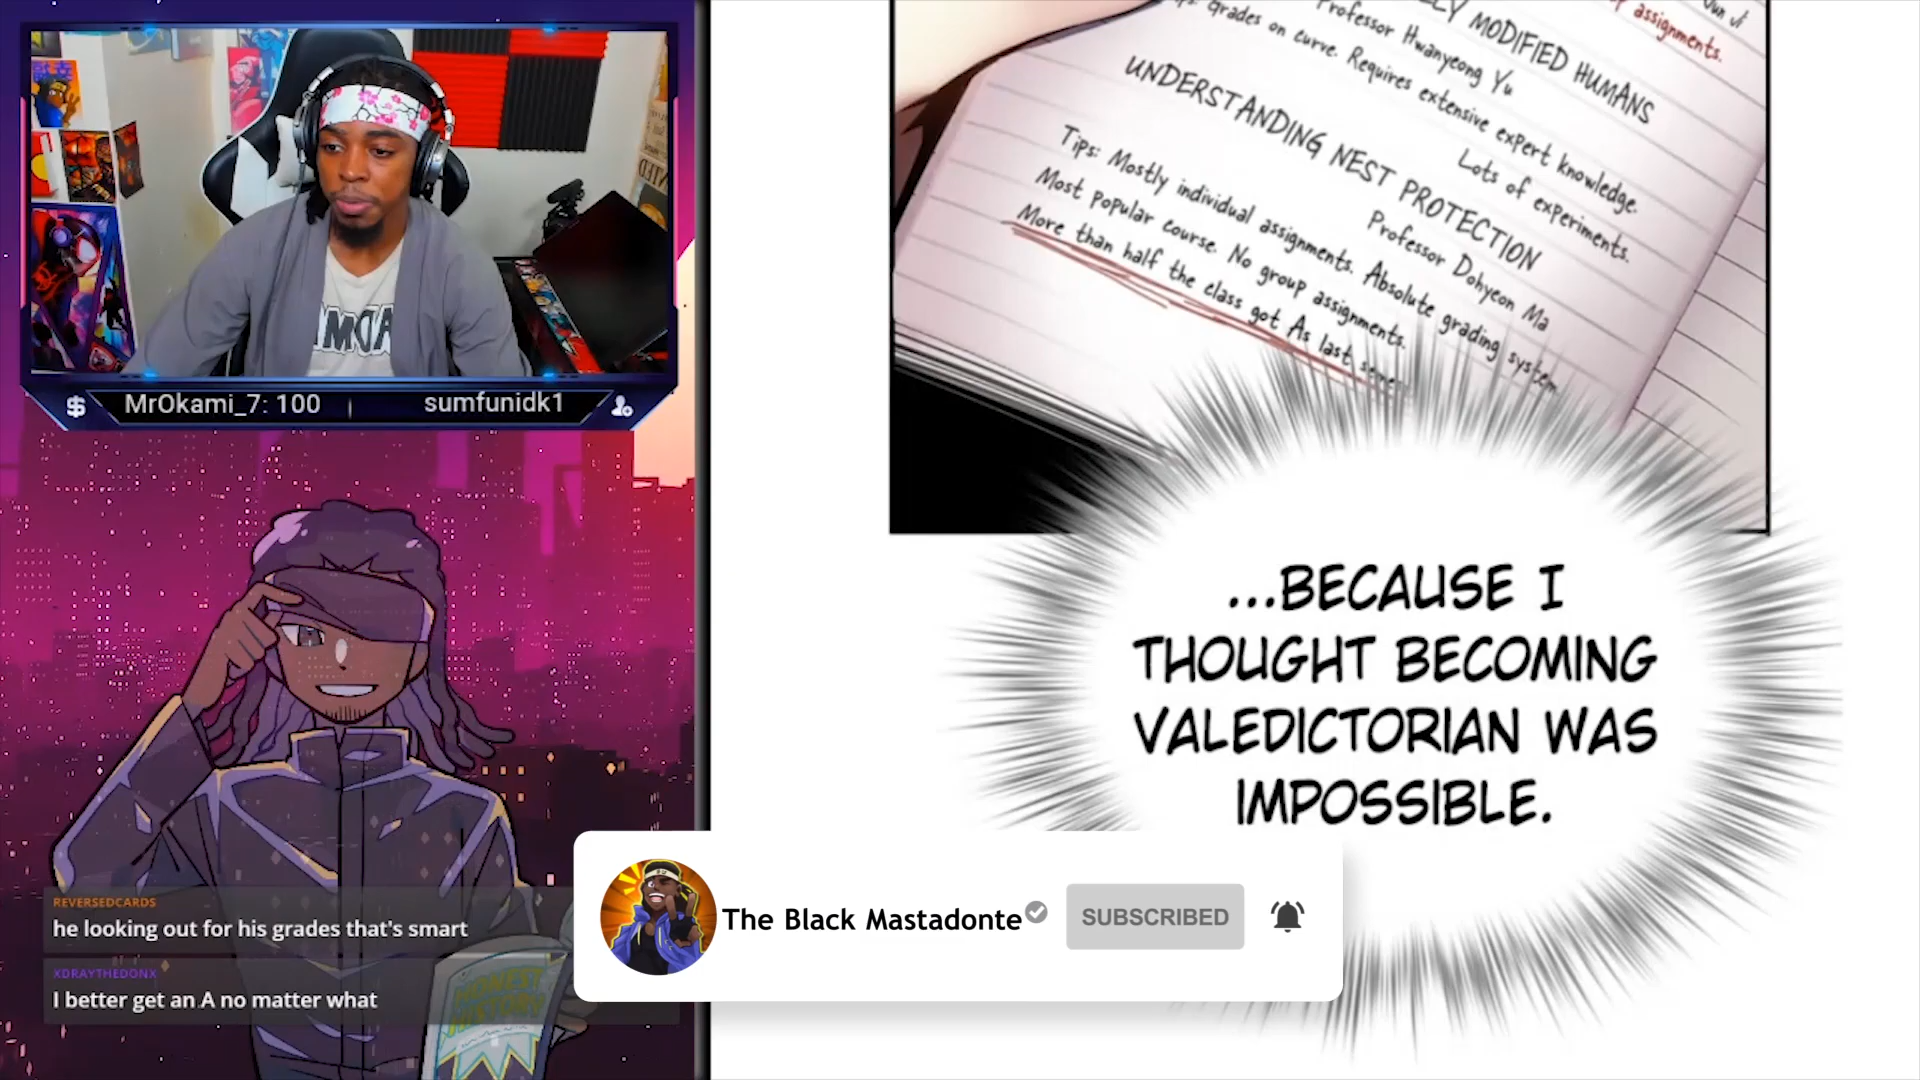 MrOkami_7: 100 | sumfunidk1
REVERSEDCARDS
he looking out for his grades that's smart
XDRAYTHEDONX
I better get an A no matter what
HONEST
HISTORY
assignments.
MODIFIED HUMANS
Professor Hwanyeong Yu
Grades on curve. Requires extensive expert knowledge.
Lots of experiments.
UNDERSTANDING NEST PROTECTION
Professor Dohyeon Ma
Tips: Mostly individual assignments. Absolute grading system
Most popular course. No group assignments.
More than half the class got As last
...BECAUSE I
THOUGHT BECOMING
VALEDICTORIAN WAS
IMPOSSIBLE.
The Black Mastadonte
SUBSCRIBED